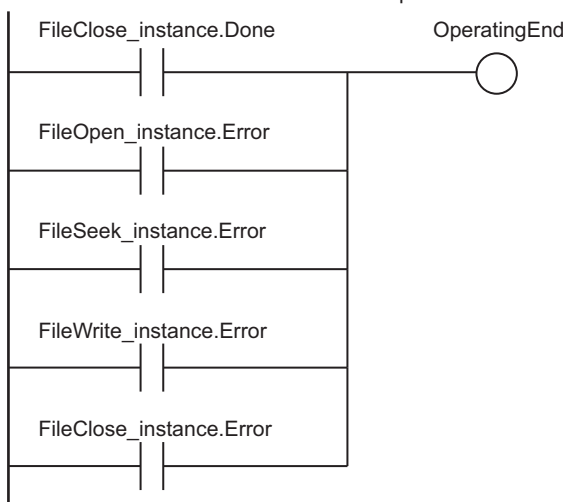 FileClose_instance.Done OperatingEnd
FileOpen_instance.Error
FileSeek_instance.Error
FileWrite_instance.Error
FileClose_instance.Error